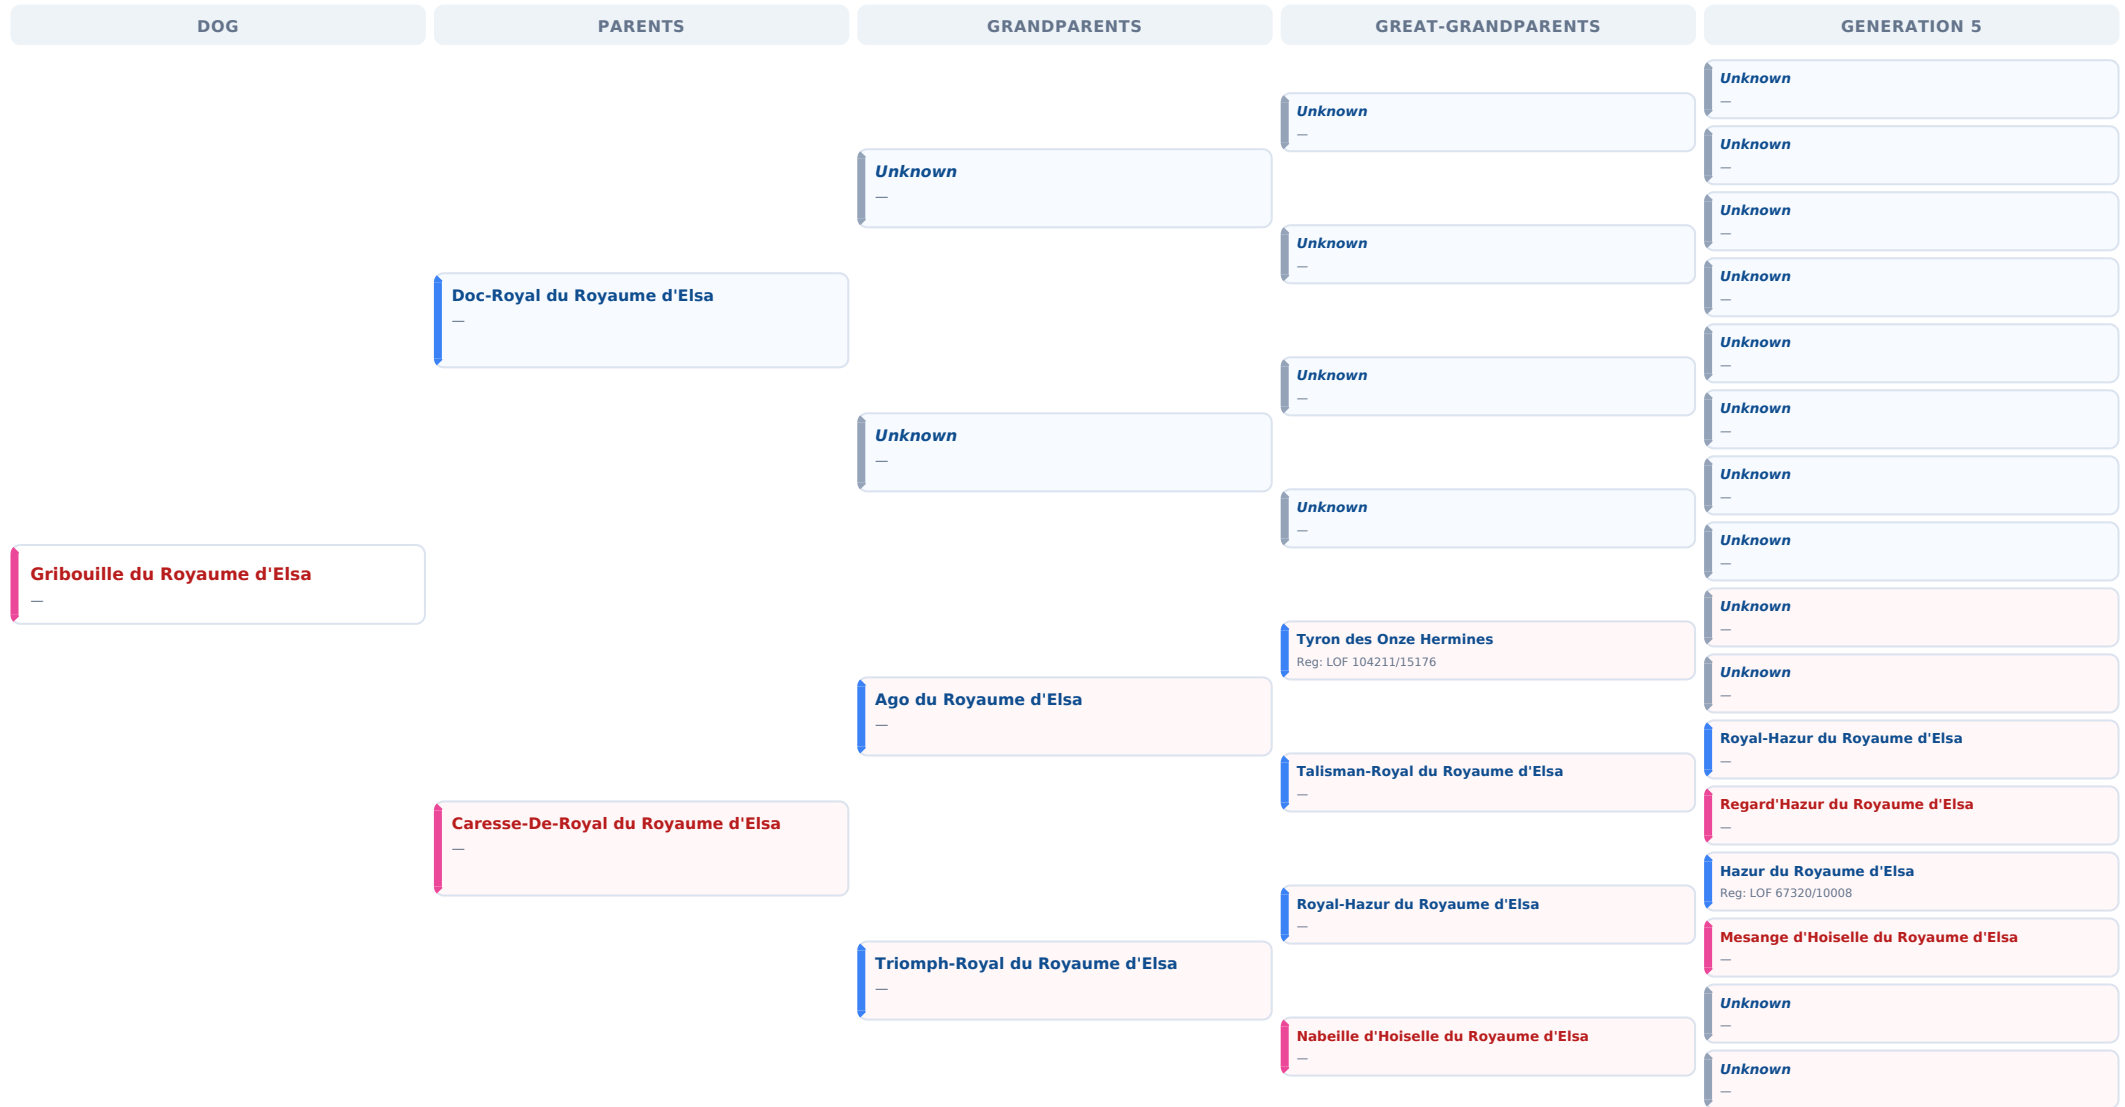 DOG
PARENTS
GRANDPARENTS
GREAT-GRANDPARENTS
GENERATION 5
Gribouille du Royaume d'Elsa
—
Doc-Royal du Royaume d'Elsa
—
Caresse-De-Royal du Royaume d'Elsa
—
Unknown
—
Unknown
—
Ago du Royaume d'Elsa
—
Triomph-Royal du Royaume d'Elsa
—
Unknown
—
Unknown
—
Unknown
—
Unknown
—
Tyron des Onze Hermines
Reg: LOF 104211/15176
Talisman-Royal du Royaume d'Elsa
—
Royal-Hazur du Royaume d'Elsa
—
Nabeille d'Hoiselle du Royaume d'Elsa
—
Unknown
—
Unknown
—
Unknown
—
Unknown
—
Unknown
—
Unknown
—
Unknown
—
Unknown
—
Unknown
—
Unknown
—
Royal-Hazur du Royaume d'Elsa
—
Regard'Hazur du Royaume d'Elsa
—
Hazur du Royaume d'Elsa
Reg: LOF 67320/10008
Mesange d'Hoiselle du Royaume d'Elsa
—
Unknown
—
Unknown
—